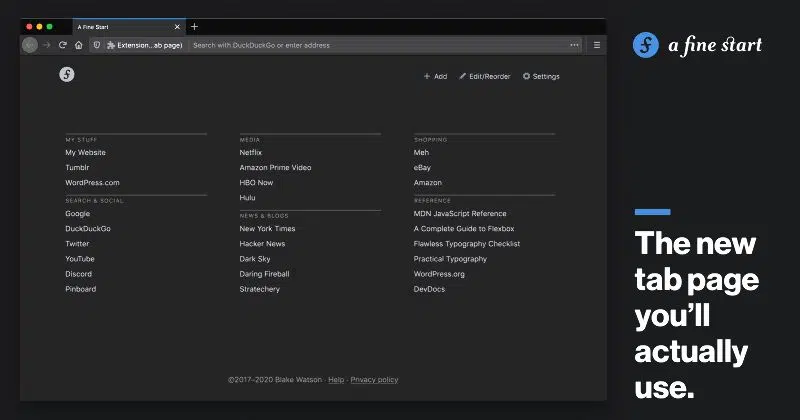 A Fine Start
Extension...ab page)
Search with DuckDuckGo or enter address
a fine start
Add
Edit/Reorder
Settings
MY STUFF
My Website
Tumblr
WordPress.com
SEARCH & SOCIAL
Google
DuckDuckGo
Twitter
YouTube
Discord
Pinboard
MEDIA
Netflix
Amazon Prime Video
HBO Now
Hulu
NEWS & BLOGS
New York Times
Hacker News
Dark Sky
Daring Fireball
Stratechery
SHOPPING
Meh
eBay
Amazon
REFERENCE
MDN JavaScript Reference
A Complete Guide to Flexbox
Flawless Typography Checklist
Practical Typography
WordPress.org
DevDocs
©2017–2020 Blake Watson · Help · Privacy policy
The new
tab page
you’ll
actually
use.